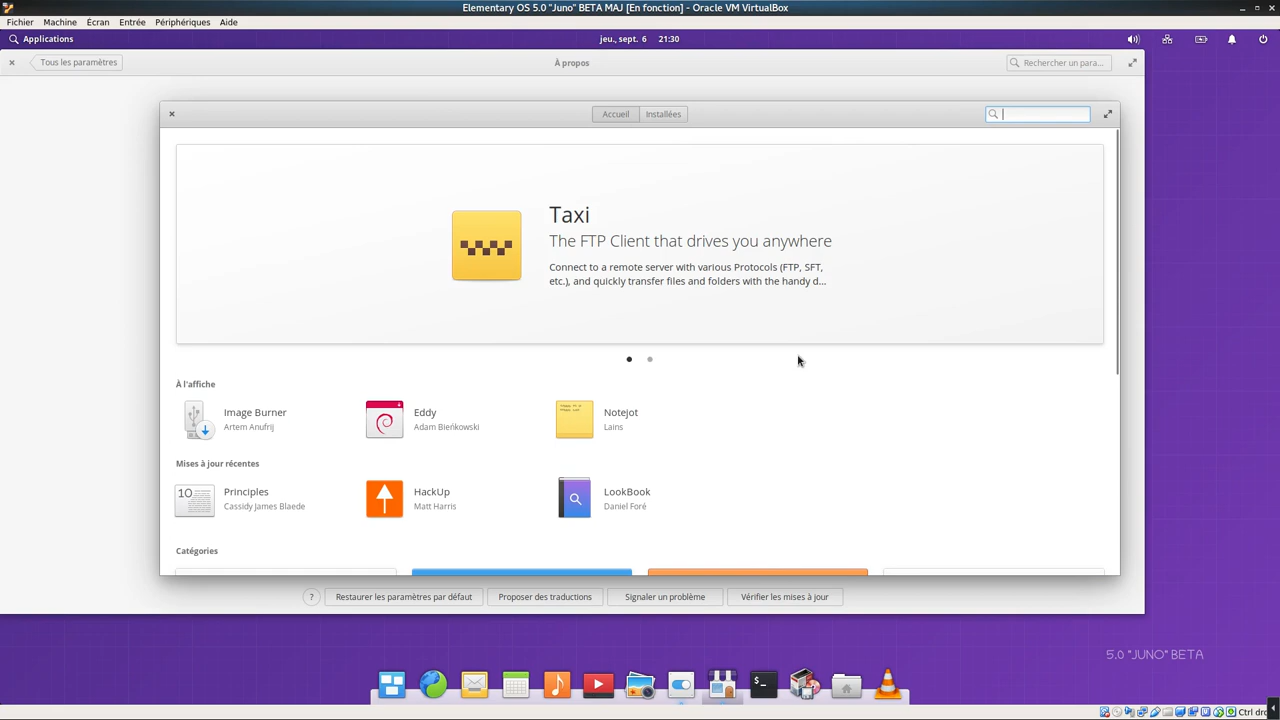 Elementary OS 5.0 "Juno" BETA MAJ [En fonction] - Oracle VM VirtualBox
Fichier Machine Écran Entrée Périphériques Aide
Applications jeu., sept. 6 21:30
Tous les paramètres À propos Rechercher un para...
Accueil Installées
Taxi
The FTP Client that drives you anywhere
Connect to a remote server with various Protocols (FTP, SFT,
etc.), and quickly transfer files and folders with the handy d...
À l'affiche
Image Burner Eddy Notejot
Artem Anufrij Adam Bieńkowski Lains
Mises à jour récentes
10
Principles HackUp LookBook
Cassidy James Blaede Matt Harris Daniel Foré
Catégories
? Restaurer les paramètres par défaut Proposer des traductions Signaler un problème Vérifier les mises à jour
5.0 "JUNO" BETA
Ctrl dro